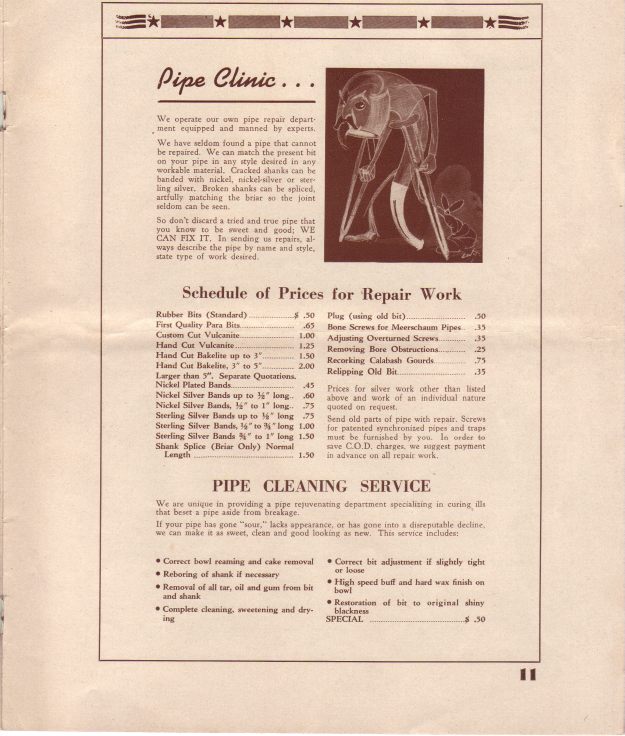 Pipe Clinic . . .
We operate our own pipe repair depart-
ment equipped and manned by experts.
We have seldom found a pipe that cannot
be repaired. We can match the present bit
on your pipe in any style desired in any
workable material. Cracked shanks can be
banded with nickel, nickel-silver or ster-
ling silver. Broken shanks can be spliced,
artfully matching the briar so the joint
seldom can be seen.
So don't discard a tried and true pipe that
you know to be sweet and good; WE
CAN FIX IT. In sending us repairs, al-
ways describe the pipe by name and style,
state type of work desired.
Schedule of Prices for Repair Work
Rubber Bits (Standard) $ .50
First Quality Para Bits .65
Custom Cut Vulcanite 1.00
Hand Cut Vulcanite 1.25
Hand Cut Bakelite up to 3" 1.50
Hand Cut Bakelite, 3" to 5" 2.00
Larger than 5". Separate Quotations.
Nickel Plated Bands .45
Nickel Silver Bands up to ½" long .60
Nickel Silver Bands, ½" to 1" long .75
Sterling Silver Bands up to ½" long .75
Sterling Silver Bands, ½" to ¾" long 1.00
Sterling Silver Bands ¾" to 1" long 1.50
Shank Splice (Briar Only) Normal
Length 1.50
Plug (using old bit) .50
Bone Screws for Meerschaum Pipes .35
Adjusting Overturned Screws .35
Removing Bore Obstructions .25
Recorking Calabash Gourds .75
Relipping Old Bit .35
Prices for silver work other than listed
above and work of an individual nature
quoted on request.
Send old parts of pipe with repair. Screws
for patented synchronized pipes and traps
must be furnished by you. In order to
save C.O.D. charges, we suggest payment
in advance on all repair work.
PIPE CLEANING SERVICE
We are unique in providing a pipe rejuvenating department specializing in curing ills
that beset a pipe aside from breakage.
If your pipe has gone "sour," lacks appearance, or has gone into a disreputable decline,
we can make it as sweet, clean and good looking as new. This service includes:
• Correct bowl reaming and cake removal
• Reboring of shank if necessary
• Removal of all tar, oil and gum from bit
and shank
• Complete cleaning, sweetening and dry-
ing
• Correct bit adjustment if slightly tight
or loose
• High speed buff and hard wax finish on
bowl
• Restoration of bit to original shiny
blackness
SPECIAL $ .50
11